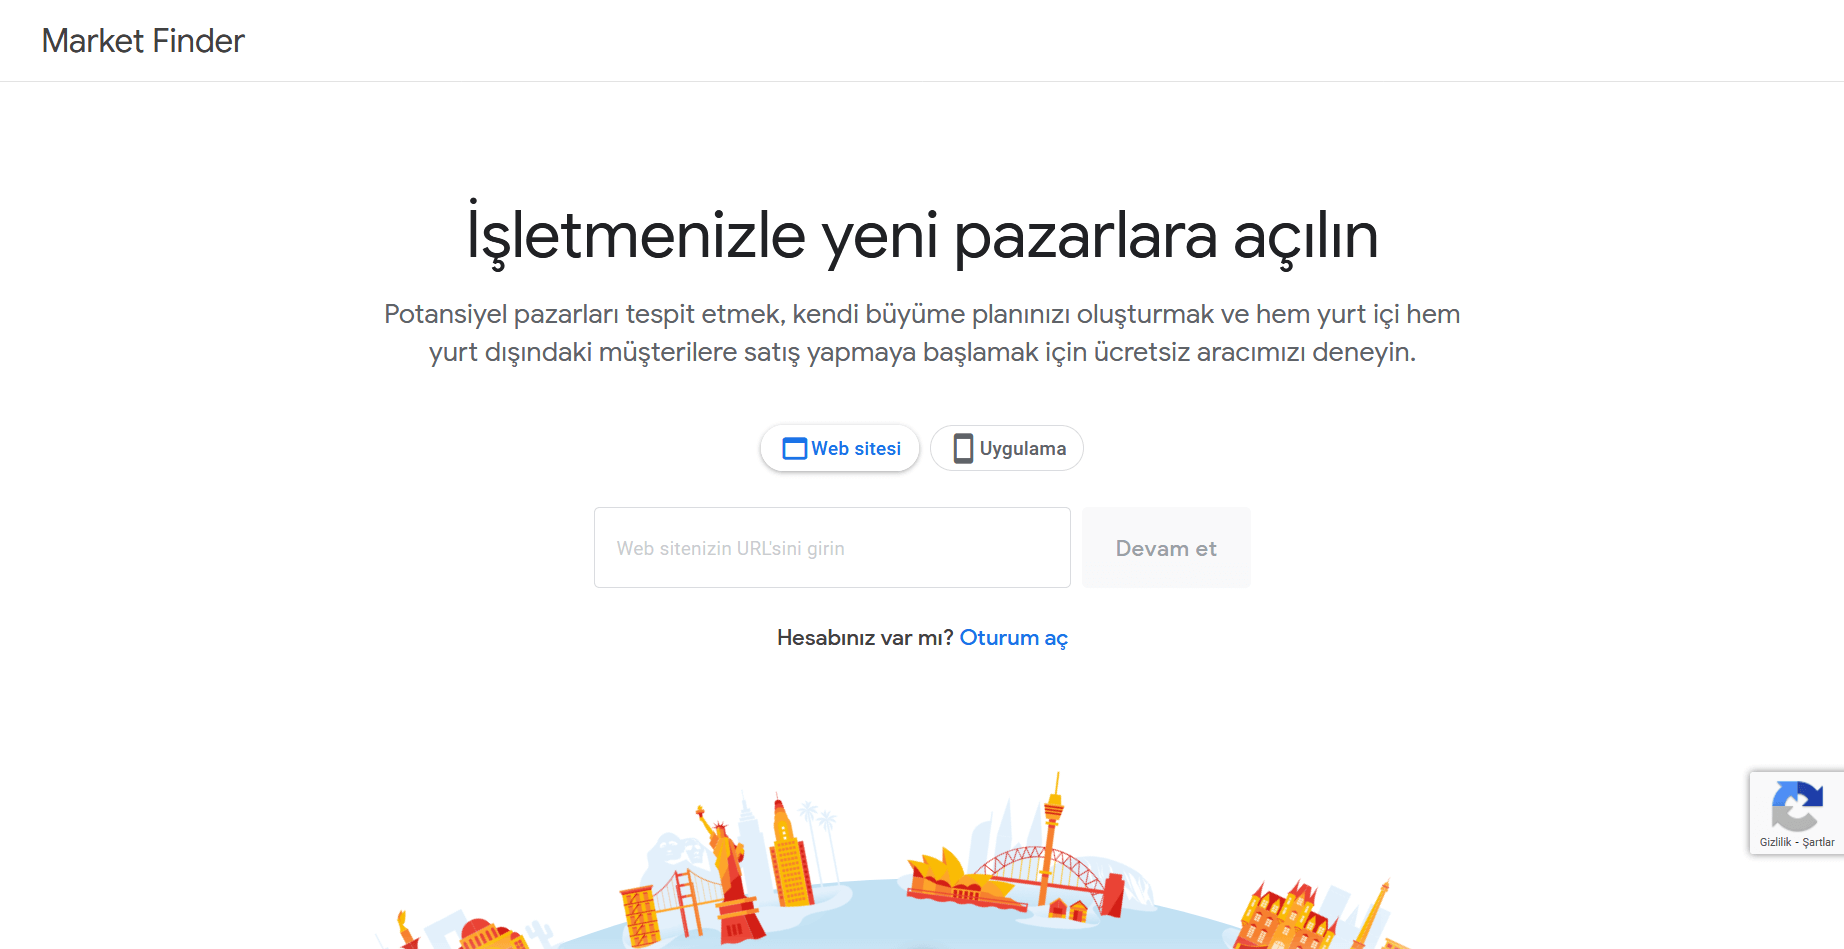 Market Finder
İşletmenizle yeni pazarlara açılın
Potansiyel pazarları tespit etmek, kendi büyüme planınızı oluşturmak ve hem yurt içi hem
yurt dışındaki müşterilere satış yapmaya başlamak için ücretsiz aracımızı deneyin.
Web sitesi
Uygulama
Web sitenizin URL'sini girin
Devam et
Hesabınız var mı? Oturum aç
Gizlilik - Şartlar